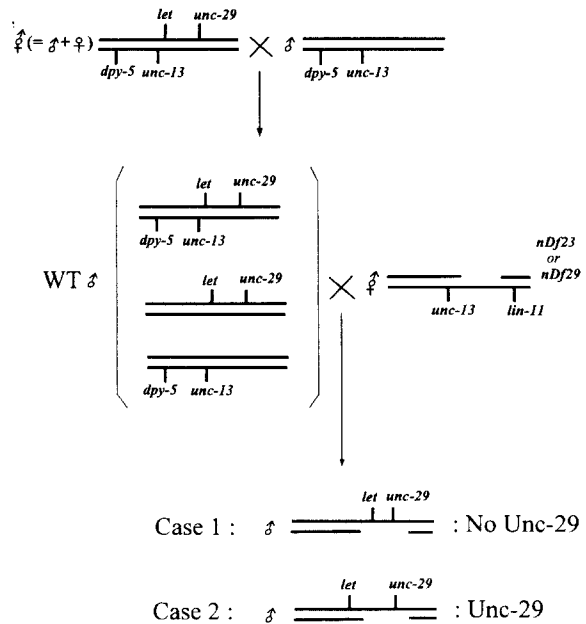 let unc-29
⚥ (= ♂ + ♀) ♂
dpy-5 unc-13 dpy-5 unc-13
let unc-29
dpy-5 unc-13
WT ♂
let unc-29
dpy-5 unc-13
⚥
nDf23
or
nDf29
unc-13 lin-11
let unc-29
Case 1 : ♂ : No Unc-29
let unc-29
Case 2 : ♂ : Unc-29